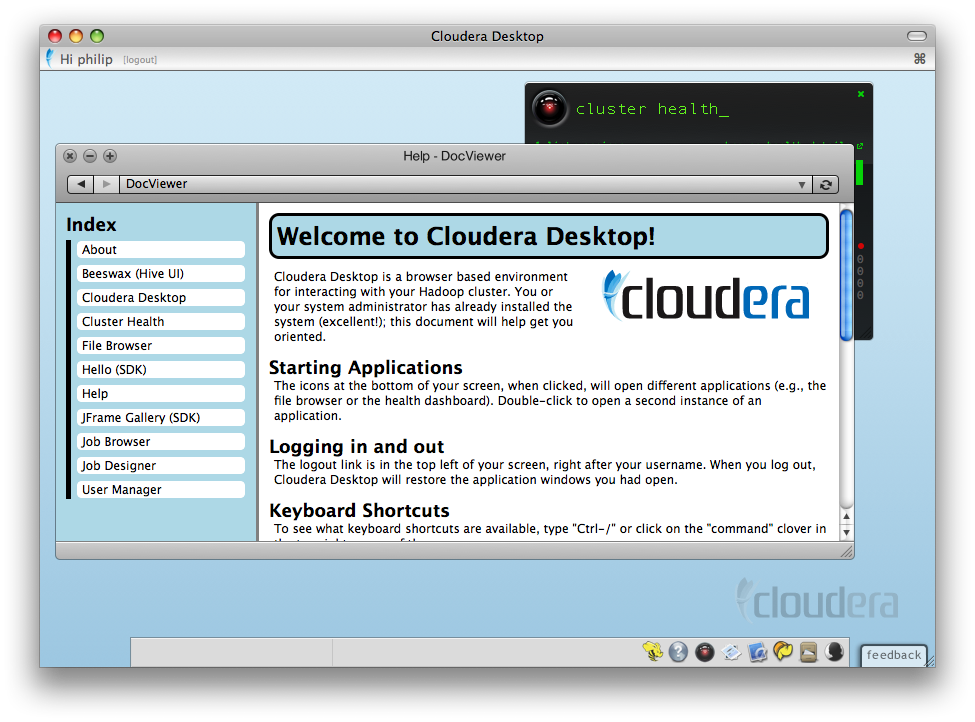 Cloudera Desktop
Hi philip [logout] ⌘
cluster health_
Help - DocViewer
DocViewer
Index
About
Beeswax (Hive UI)
Cloudera Desktop
Cluster Health
File Browser
Hello (SDK)
Help
JFrame Gallery (SDK)
Job Browser
Job Designer
User Manager
Welcome to Cloudera Desktop!
Cloudera Desktop is a browser based environment
for interacting with your Hadoop cluster. You or
your system administrator has already installed the
system (excellent!); this document will help get you
oriented.
cloudera
Starting Applications
The icons at the bottom of your screen, when clicked, will open different applications (e.g., the
file browser or the health dashboard). Double-click to open a second instance of an
application.
Logging in and out
The logout link is in the top left of your screen, right after your username. When you log out,
Cloudera Desktop will restore the application windows you had open.
Keyboard Shortcuts
To see what keyboard shortcuts are available, type "Ctrl-/" or click on the "command" clover in
0
0
0
0
cloudera
feedback